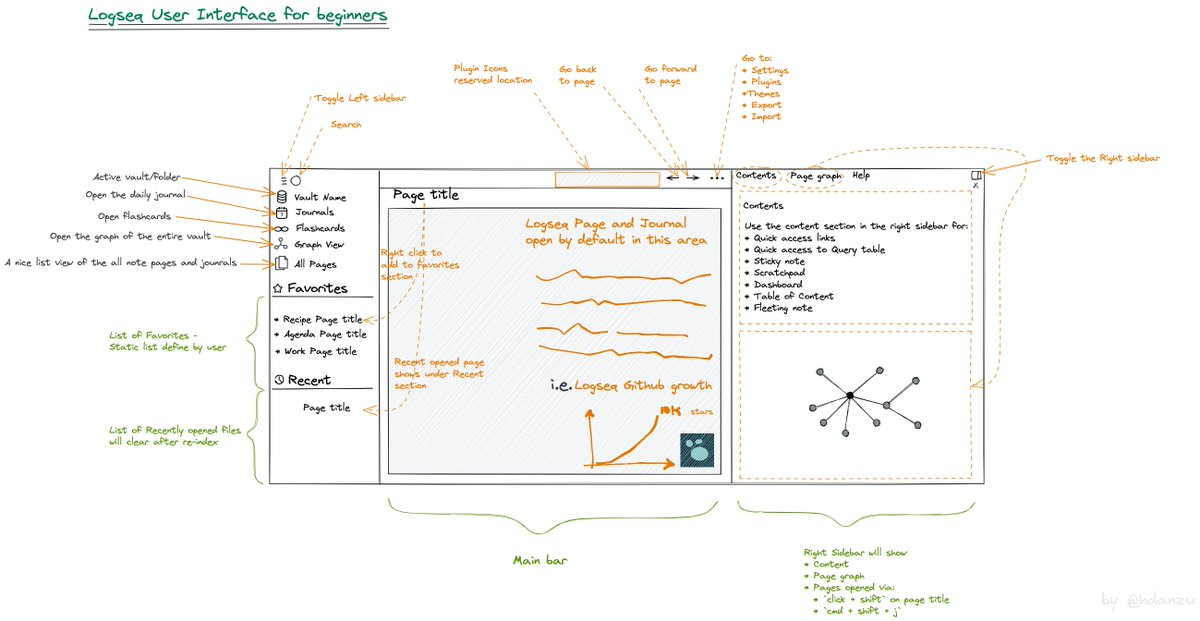 Logseq User Interface for beginners
Toggle Left sidebar
Search
Plugin Icons
reserved location
Go back
to page
Go forward
to page
Go to:
* Settings
* Plugins
*Themes
* Export
* Import
Toggle the Right sidebar
Active vault/folder
Open the daily journal
Open flashcards
Open the graph of the entire vault
A nice list view of the all note pages and jounrals
Vault Name
Journals
Flashcards
Graph View
All Pages
Favorites
* Recipe Page title
* Agenda Page title
* Work Page title
Recent
Page title
List of Favorites -
Static list define by user
List of Recently opened files
will clear after re-index
Page title
Right click to
add to favorites
section
Recent opened page
shows under Recent
section
Logseq Page and Journal
open by default in this area
i.e. Logseq Github growth
10K stars
Contents
Page graph
Help
x
Contents
Use the content section in the right sidebar for:
* Quick access links
* Quick access to Query table
* Sticky note
* Scratchpad
* Dashboard
* Table of Content
* Fleeting note
Main bar
Right Sidebar will show
* Content
* Page graph
* Pages opened via:
* `click + shift` on page title
* `cmd + shift + j`
by @hdanzu